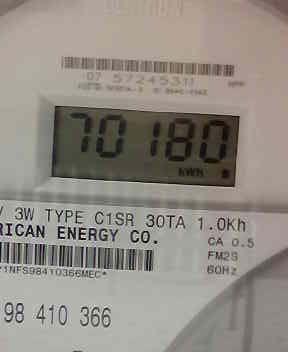 07 57245311
70180
kWh
V 3W TYPE C1SR 30TA 1.0Kh
RICAN ENERGY CO.
CA 0.5
FM2S
60Hz
1NFS98410366MEC*
98 410 366